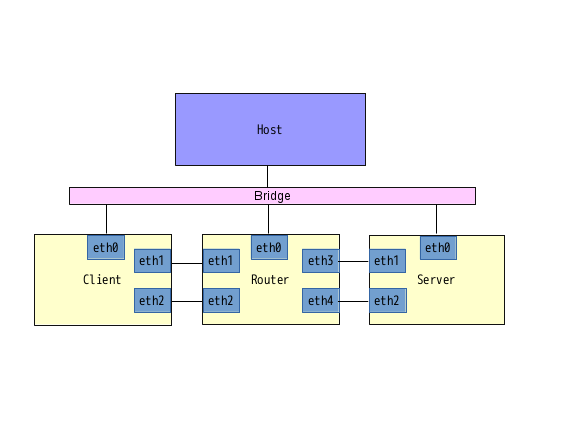 Host
Bridge
eth0
eth0
eth0
eth1
eth1
eth3
eth1
Client
Router
Server
eth2
eth2
eth4
eth2